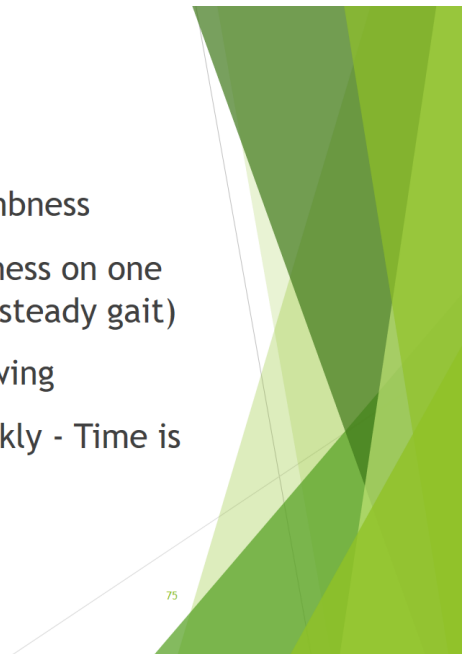 mbness
ness on one
steady gait)
ving
kly - Time is
75